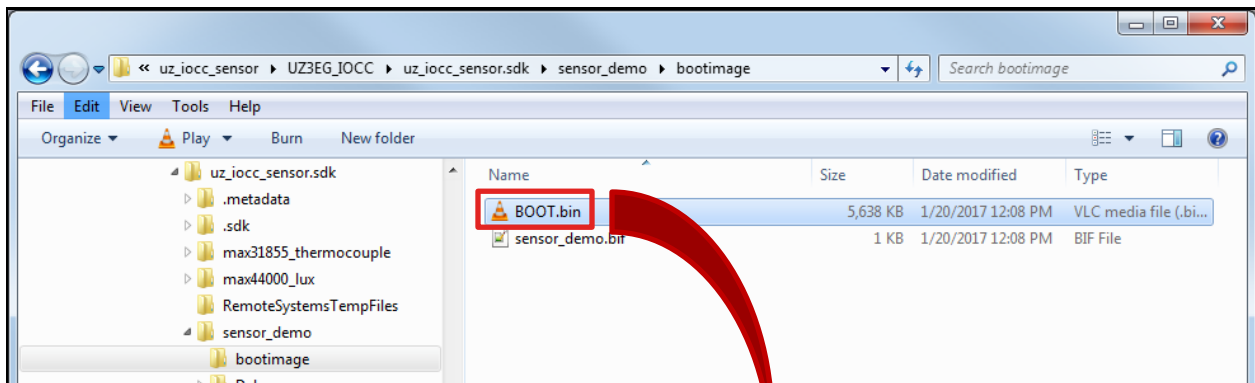 « uz_iocc_sensor ▸ UZ3EG_IOCC ▸ uz_iocc_sensor.sdk ▸ sensor_demo ▸ bootimage Search bootimage
File Edit View Tools Help
Organize Play Burn New folder
uz_iocc_sensor.sdk
.metadata
.sdk
max31855_thermocouple
max44000_lux
RemoteSystemsTempFiles
sensor_demo
bootimage
Name Size Date modified Type
BOOT.bin 5,638 KB 1/20/2017 12:08 PM VLC media file (.bi...
sensor_demo.bif 1 KB 1/20/2017 12:08 PM BIF File